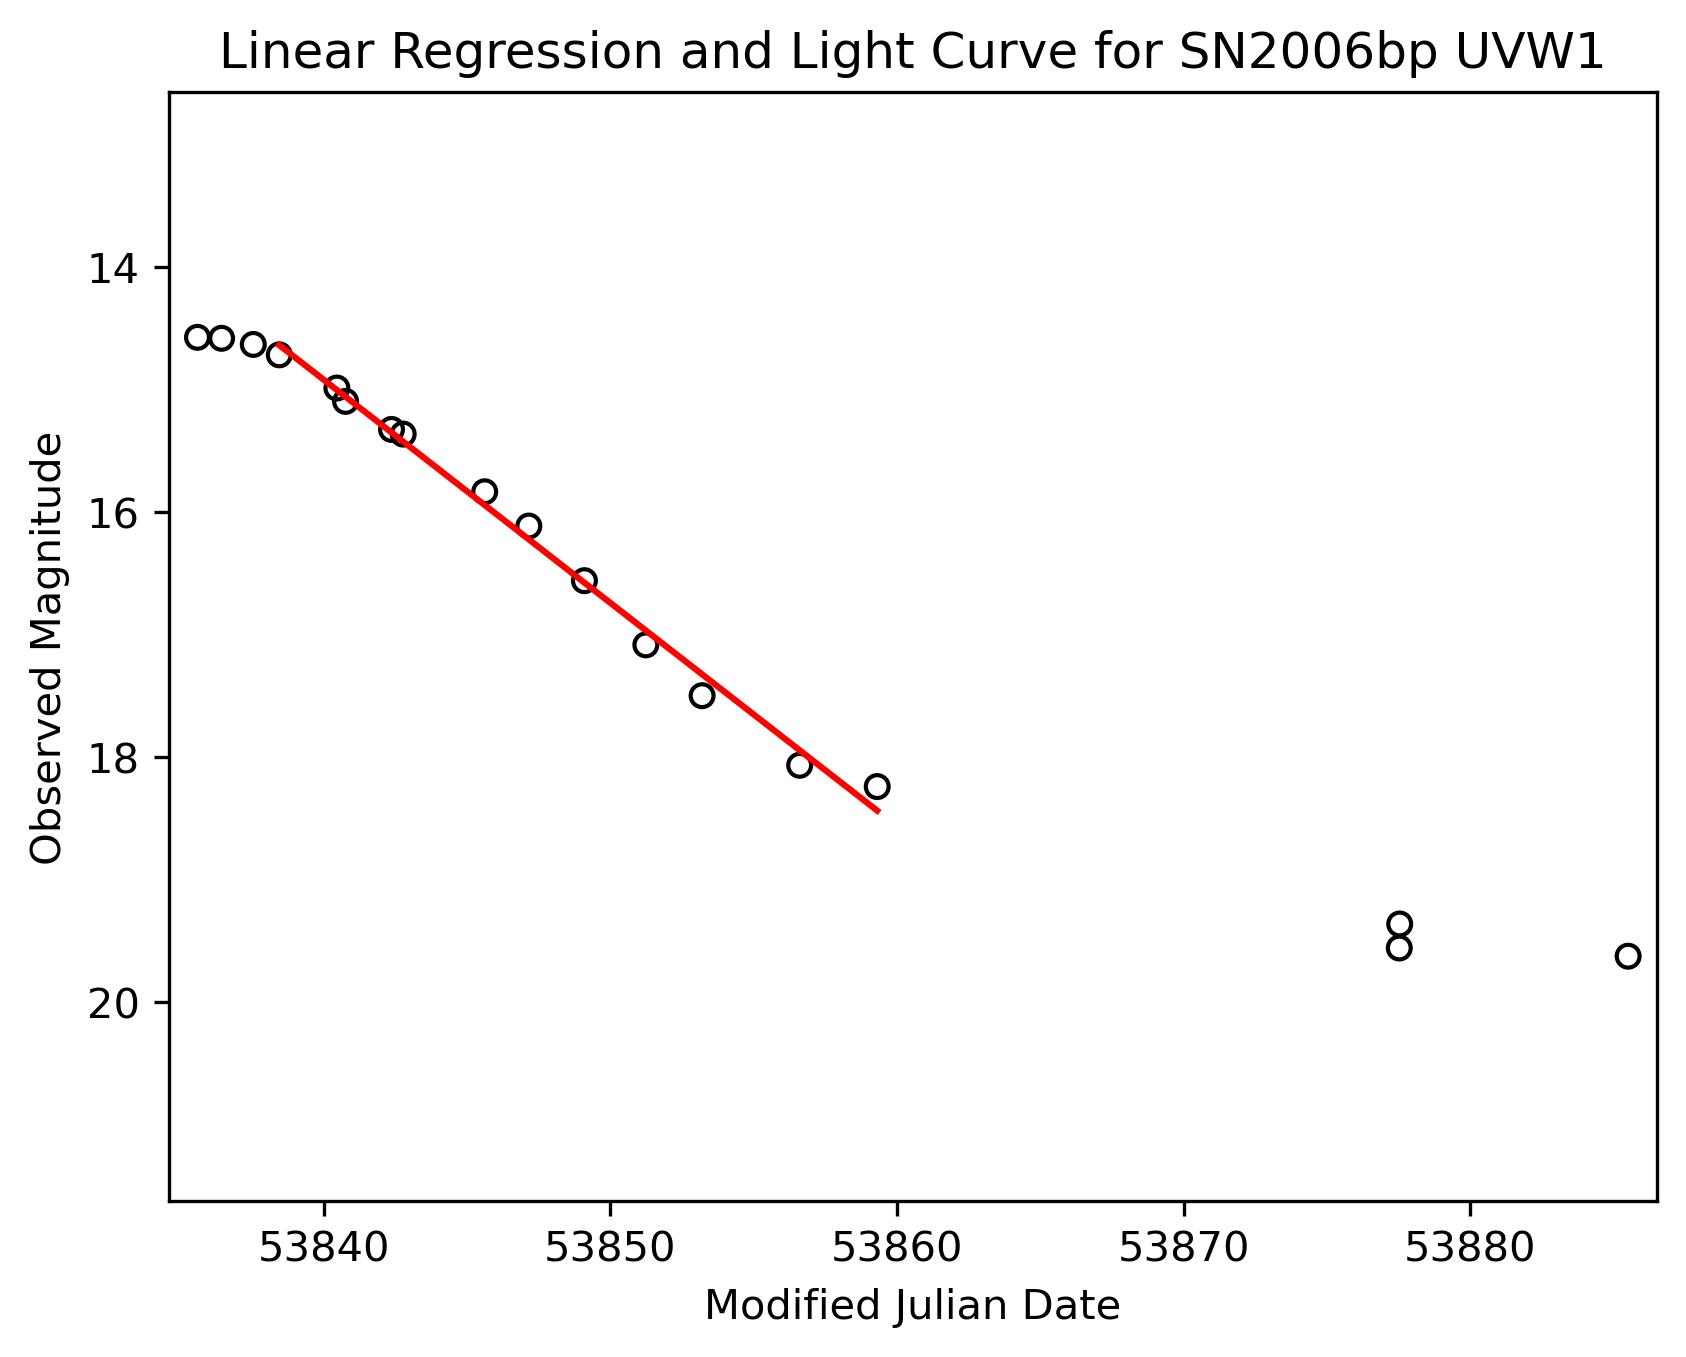 Linear Regression and Light Curve for SN2006bp UVW1
14
16
18
20
Observed Magnitude
53840 53850 53860 53870 53880
Modified Julian Date